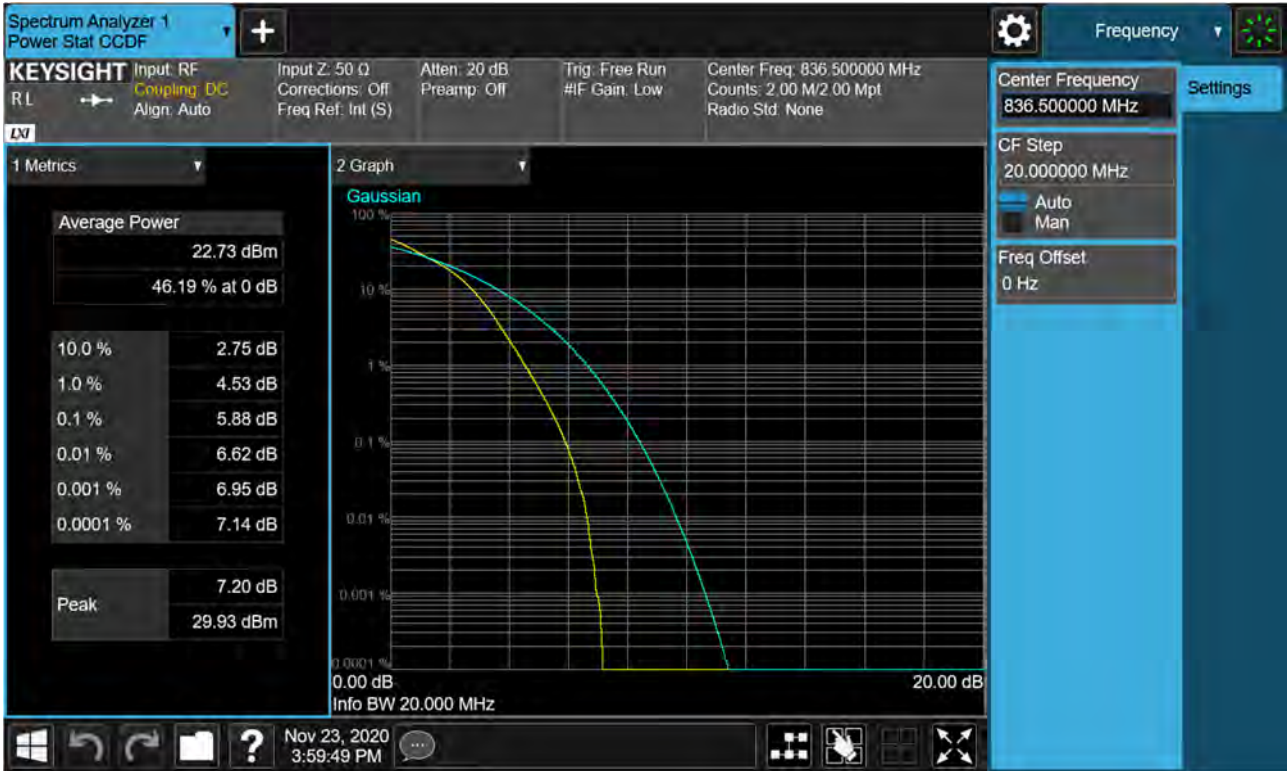 Spectrum Analyzer 1
Power Stat CCDF
+
Frequency
KEYSIGHT
R L
LXI
Input: RF
Coupling: DC
Align: Auto
Input Z: 50 Ω
Corrections: Off
Freq Ref: Int (S)
Atten: 20 dB
Preamp: Off
Trig: Free Run
#IF Gain: Low
Center Freq: 836.500000 MHz
Counts: 2.00 M/2.00 Mpt
Radio Std: None
Center Frequency
836.500000 MHz
Settings
CF Step
20.000000 MHz
Auto
Man
Freq Offset
0 Hz
1 Metrics
Average Power
22.73 dBm
46.19 % at 0 dB
10.0 % 2.75 dB
1.0 % 4.53 dB
0.1 % 5.88 dB
0.01 % 6.62 dB
0.001 % 6.95 dB
0.0001 % 7.14 dB
Peak
7.20 dB
29.93 dBm
2 Graph
Gaussian
100 %
10 %
1 %
0.1 %
0.01 %
0.001 %
0.0001 %
0.00 dB 20.00 dB
Info BW 20.000 MHz
?
Nov 23, 2020
3:59:49 PM